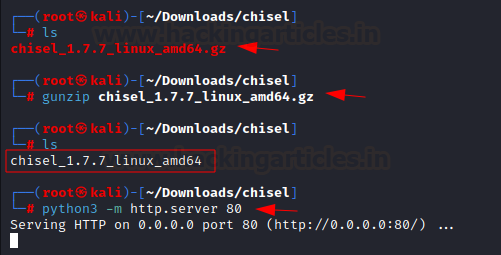 ┌──(root㉿kali)-[~/Downloads/chisel]
└─# ls
chisel_1.7.7_linux_amd64.gz
┌──(root㉿kali)-[~/Downloads/chisel]
└─# gunzip chisel_1.7.7_linux_amd64.gz
┌──(root㉿kali)-[~/Downloads/chisel]
└─# ls
chisel_1.7.7_linux_amd64
┌──(root㉿kali)-[~/Downloads/chisel]
└─# python3 -m http.server 80
Serving HTTP on 0.0.0.0 port 80 (http://0.0.0.0:80/) ...
www.hackingarticles.in
www.hackingarticles.in